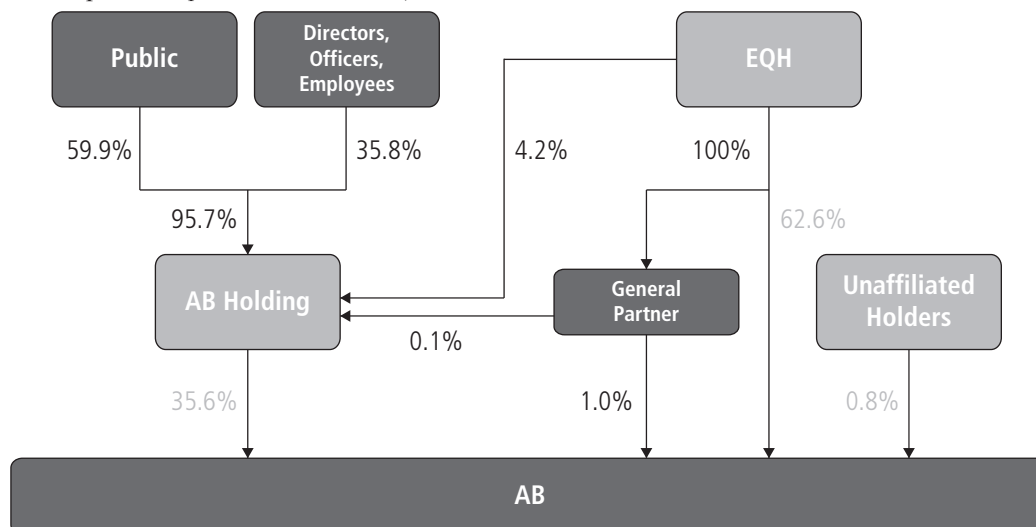 Public
Directors,
Officers,
Employees
EQH
59.9%
35.8%
4.2%
100%
95.7%
62.6%
AB Holding
General
Partner
Unaffiliated
Holders
0.1%
35.6%
1.0%
0.8%
AB